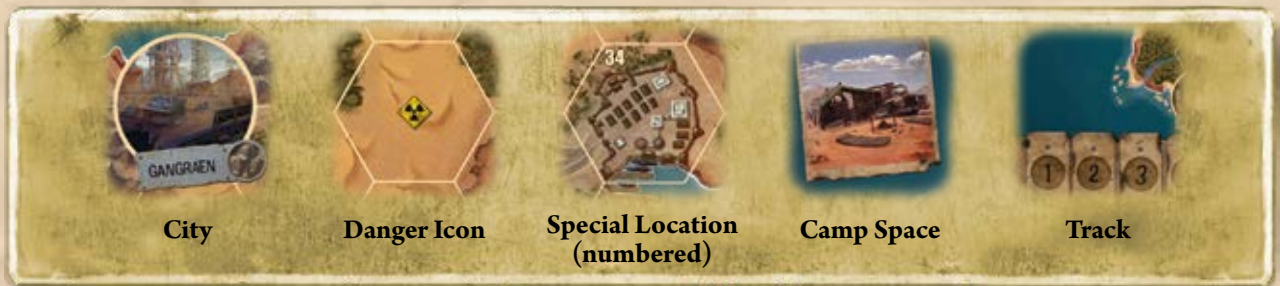 GANGRAEN
34
1 2 3
City
Danger Icon
Special Location
(numbered)
Camp Space
Track